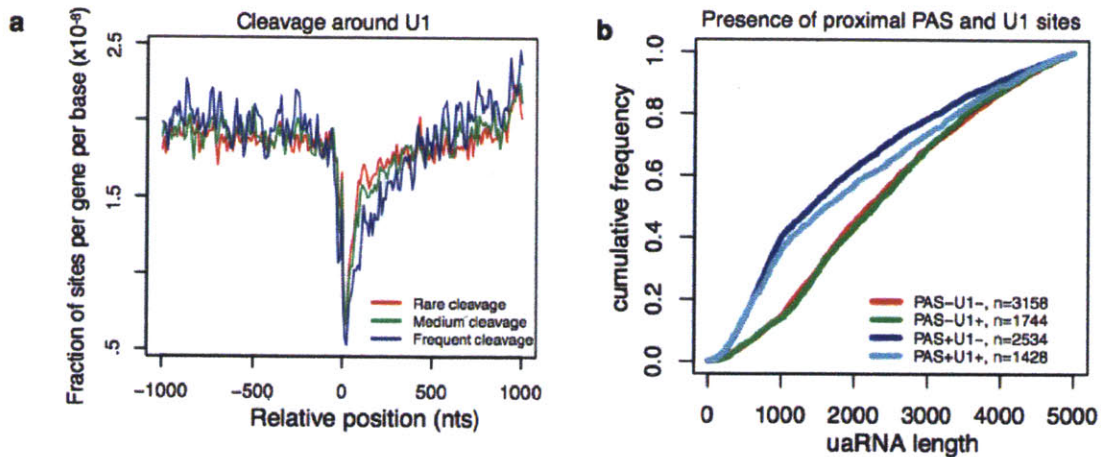 a
Cleavage around U1
Fraction of sites per gene per base (x10⁻⁸)
2.5
1.5
.5
Rare cleavage
Medium cleavage
Frequent cleavage
−1000
−500
0
500
1000
Relative position (nts)
b
Presence of proximal PAS and U1 sites
cumulative frequency
1.0
0.8
0.6
0.4
0.2
0.0
PAS−U1−, n=3158
PAS−U1+, n=1744
PAS+U1−, n=2534
PAS+U1+, n=1428
0
1000
2000
3000
4000
5000
uaRNA length